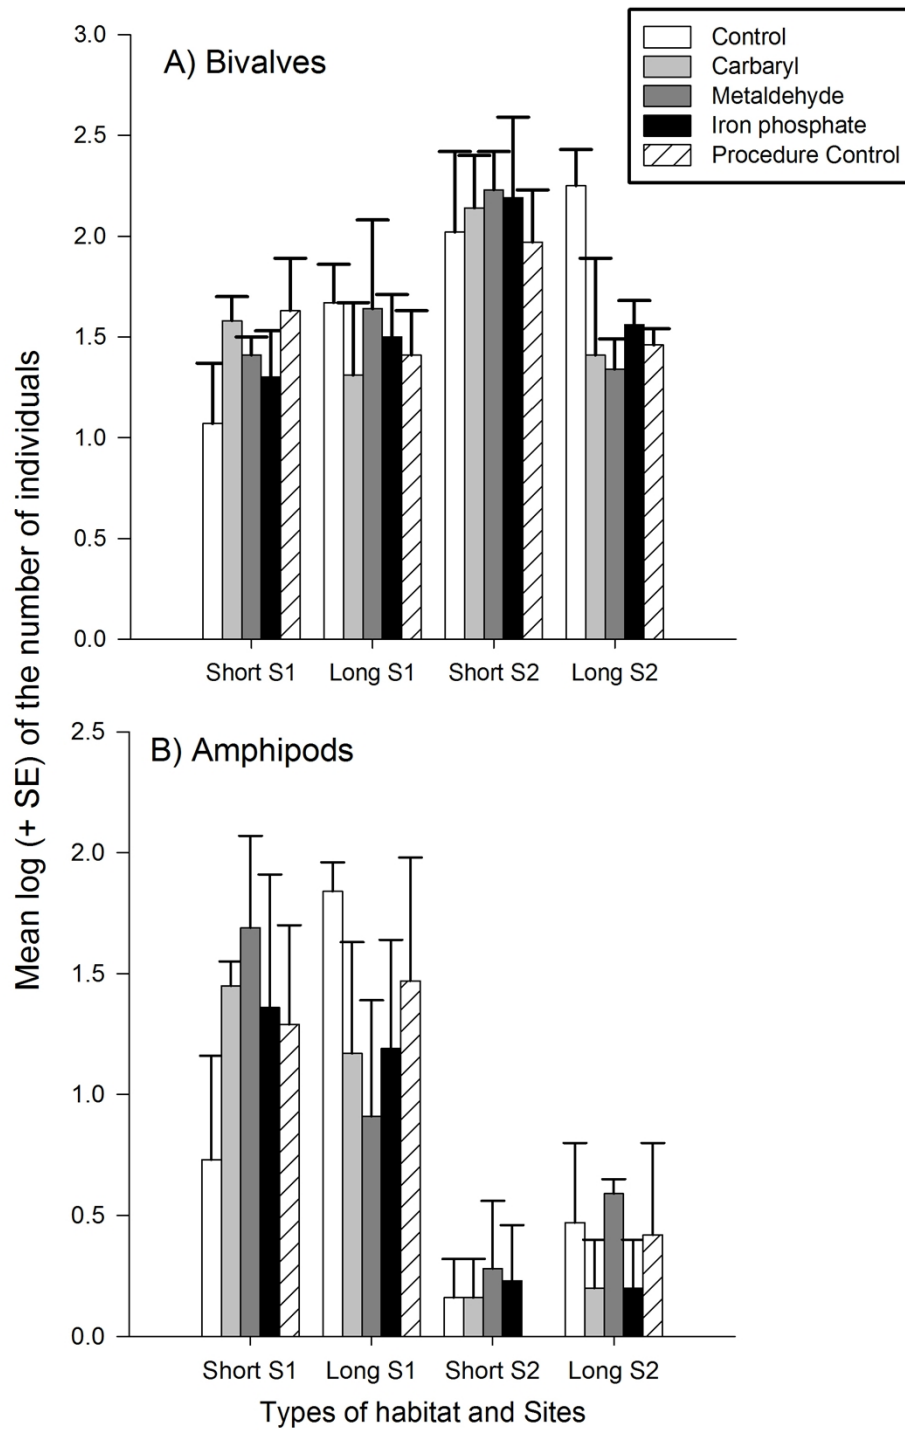 3.0
A) Bivalves
Control
Carbaryl
Metaldehyde
Iron phosphate
Procedure Control
2.5
2.0
1.5
1.0
0.5
0.0
Short S1 Long S1 Short S2 Long S2
Mean log (+ SE) of the number of individuals
2.5
B) Amphipods
2.0
1.5
1.0
0.5
0.0
Short S1 Long S1 Short S2 Long S2
Types of habitat and Sites